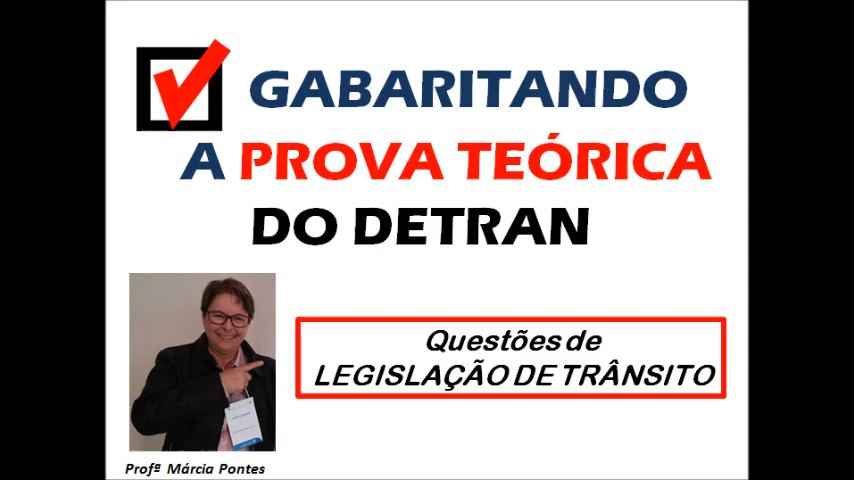 GABARITANDO
A PROVA TEÓRICA
DO DETRAN
Questões de
LEGISLAÇÃO DE TRÂNSITO
Profª Márcia Pontes